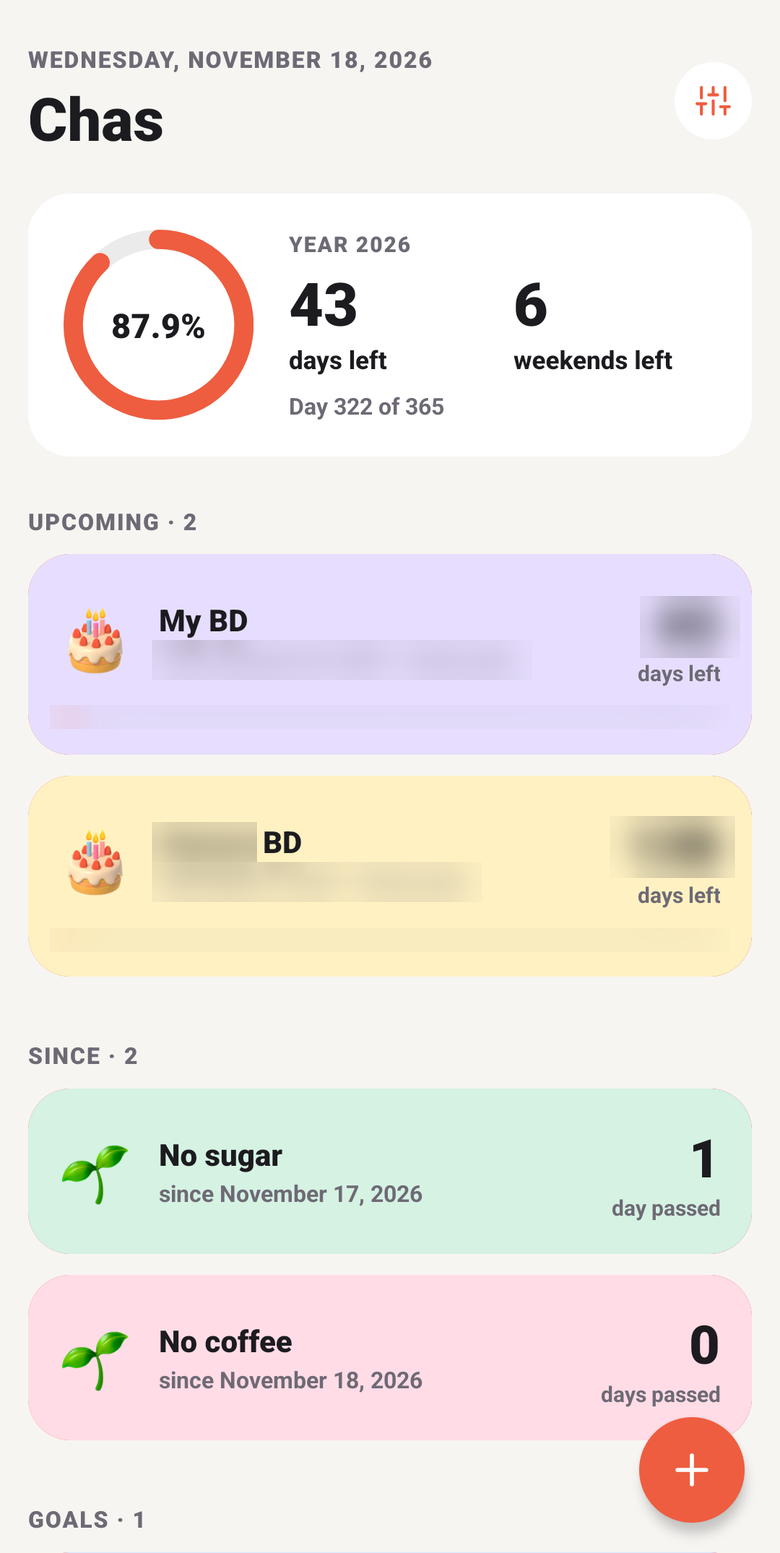 WEDNESDAY, NOVEMBER 18, 2026
Chas
87.9%
YEAR 2026
43
days left
6
weekends left
Day 322 of 365
UPCOMING · 2
My BD
days left
BD
days left
SINCE · 2
No sugar
since November 17, 2026
1
day passed
No coffee
since November 18, 2026
0
days passed
GOALS · 1